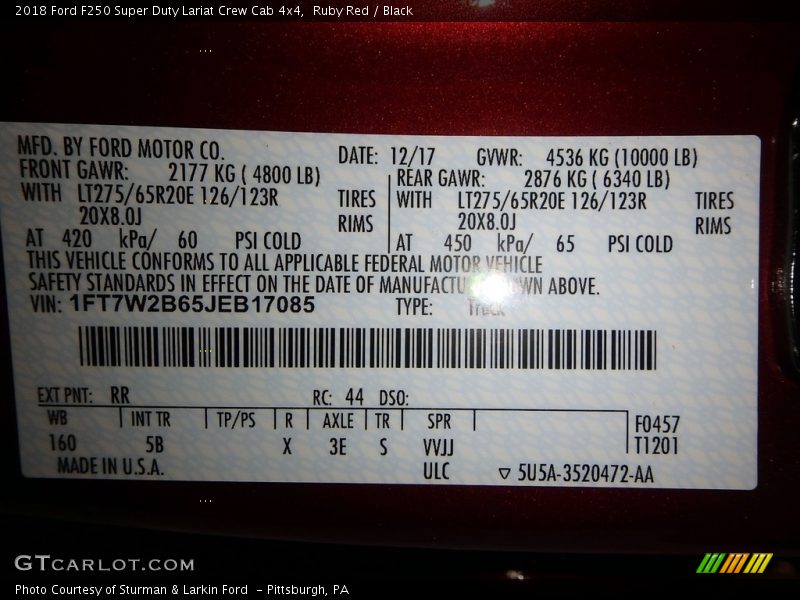 2018 Ford F250 Super Duty Lariat Crew Cab 4x4, Ruby Red / Black
MFD. BY FORD MOTOR CO. DATE: 12/17 GVWR: 4536 KG (10000 LB)
FRONT GAWR: 2177 KG ( 4800 LB) REAR GAWR: 2876 KG ( 6340 LB)
WITH LT275/65R20E 126/123R TIRES WITH LT275/65R20E 126/123R TIRES
20X8.0J RIMS 20X8.0J RIMS
AT 420 kPa/ 60 PSI COLD AT 450 kPa/ 65 PSI COLD
THIS VEHICLE CONFORMS TO ALL APPLICABLE FEDERAL MOTOR VEHICLE
SAFETY STANDARDS IN EFFECT ON THE DATE OF ABOVE.
VIN: 1FT7W2B65JEB17085 TYPE: Truck
EXT PNT: RR RC: 44 DSO:
WB INT TR TP/PS R AXLE TR SPR F0457
160 5B X 3E S VVJJ T1201
MADE IN U.S.A. ULC 5U5A-3520472-AA
GTCARLOT.COM
Photo Courtesy of Sturman & Larkin Ford - Pittsburgh, PA